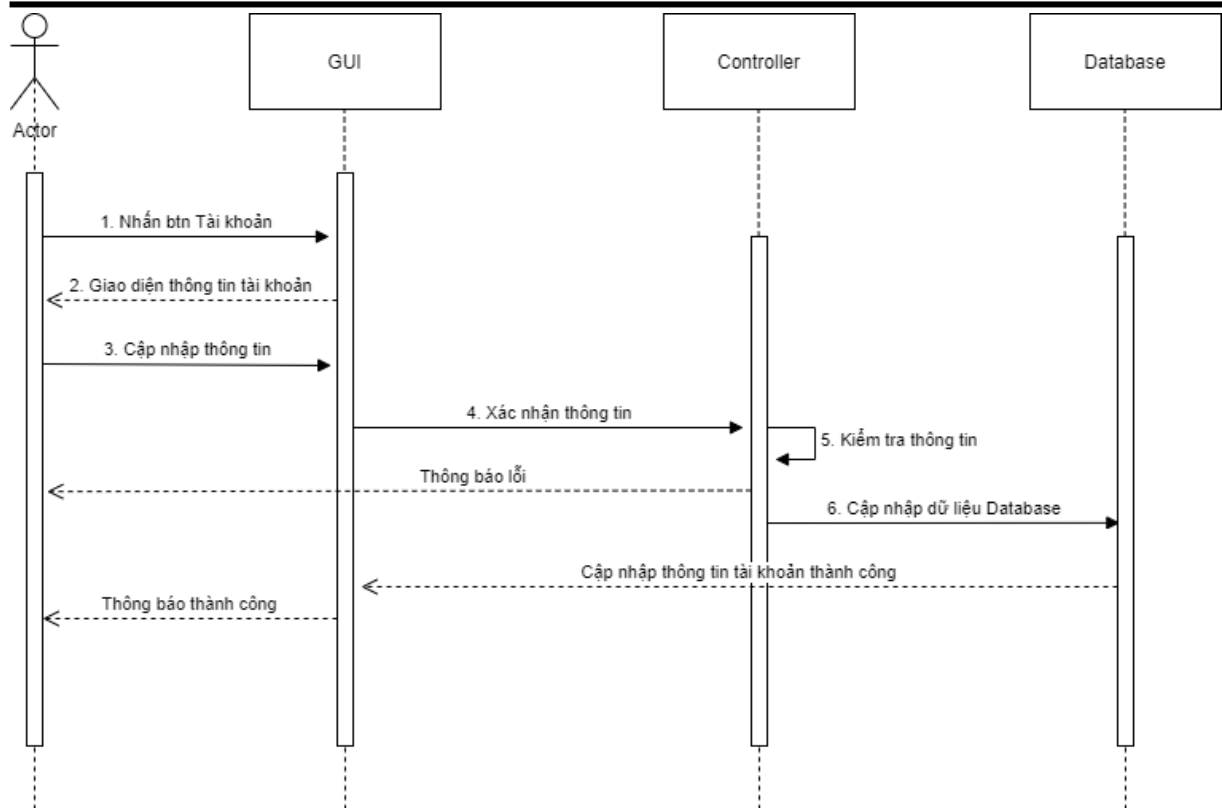 GUI
Controller
Database
Actor
1. Nhấn btn Tài khoản
2. Giao diện thông tin tài khoản
3. Cập nhập thông tin
4. Xác nhận thông tin
5. Kiểm tra thông tin
Thông báo lỗi
6. Cập nhập dữ liệu Database
Cập nhập thông tin tài khoản thành công
Thông báo thành công